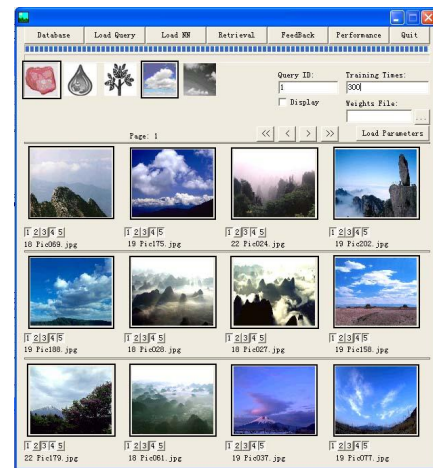 Database Load Query Load NN Retrieval FeedBack Performance Quit
Query ID: Training Times:
1 300
Display Weights File:
...
Page: 1 << < > >> Load Parameters
1 2 3 4 5 1 2 3 4 5 1 2 3 4 5 1 2 3 4 5
18 Pic069.jpg 19 Pic175.jpg 22 Pic024.jpg 19 Pic202.jpg
1 2 3 4 5 1 2 3 4 5 1 2 3 4 5 1 2 3 4 5
19 Pic188.jpg 18 Pic028.jpg 18 Pic027.jpg 19 Pic158.jpg
1 2 3 4 5 1 2 3 4 5 1 2 3 4 5 1 2 3 4 5
22 Pic179.jpg 18 Pic061.jpg 19 Pic037.jpg 19 Pic077.jpg